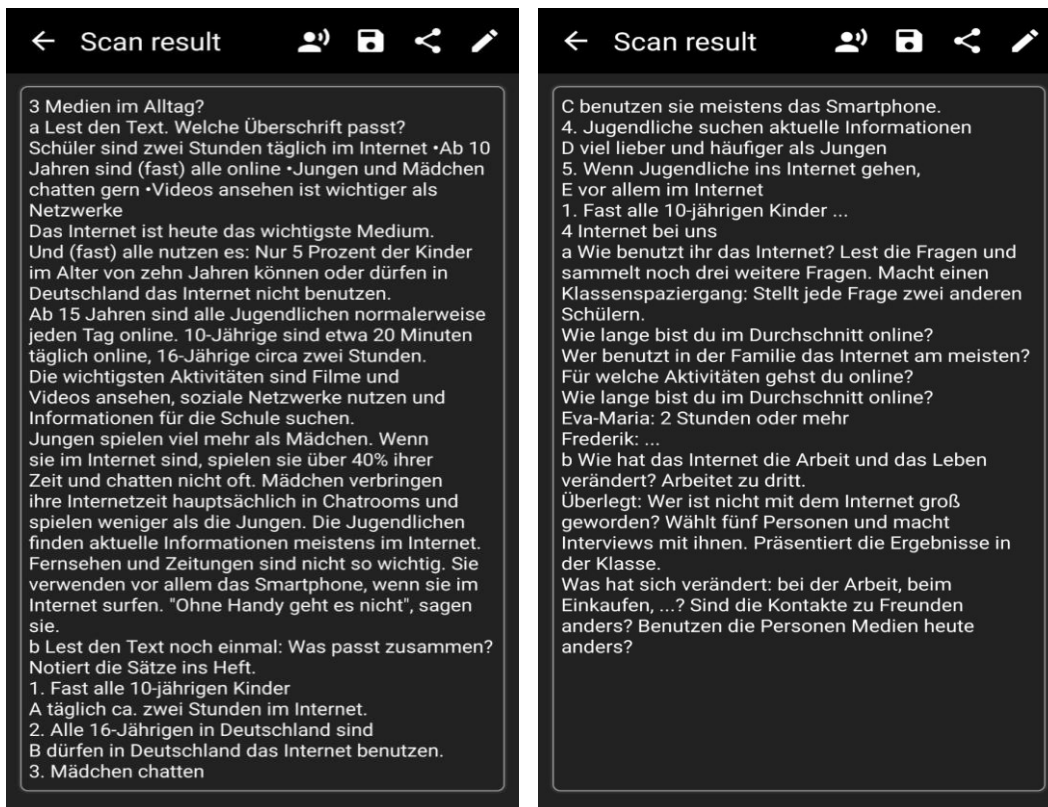 Scan result
3 Medien im Alltag?
a Lest den Text. Welche Überschrift passt?
Schüler sind zwei Stunden täglich im Internet •Ab 10
Jahren sind (fast) alle online •Jungen und Mädchen
chatten gern •Videos ansehen ist wichtiger als
Netzwerke
Das Internet ist heute das wichtigste Medium.
Und (fast) alle nutzen es: Nur 5 Prozent der Kinder
im Alter von zehn Jahren können oder dürfen in
Deutschland das Internet nicht benutzen.
Ab 15 Jahren sind alle Jugendlichen normalerweise
jeden Tag online. 10-Jährige sind etwa 20 Minuten
täglich online, 16-Jährige circa zwei Stunden.
Die wichtigsten Aktivitäten sind Filme und
Videos ansehen, soziale Netzwerke nutzen und
Informationen für die Schule suchen.
Jungen spielen viel mehr als Mädchen. Wenn
sie im Internet sind, spielen sie über 40% ihrer
Zeit und chatten nicht oft. Mädchen verbringen
ihre Internetzeit hauptsächlich in Chatrooms und
spielen weniger als die Jungen. Die Jugendlichen
finden aktuelle Informationen meistens im Internet.
Fernsehen und Zeitungen sind nicht so wichtig. Sie
verwenden vor allem das Smartphone, wenn sie im
Internet surfen. "Ohne Handy geht es nicht", sagen
sie.
b Lest den Text noch einmal: Was passt zusammen?
Notiert die Sätze ins Heft.
1. Fast alle 10-jährigen Kinder
A täglich ca. zwei Stunden im Internet.
2. Alle 16-Jährigen in Deutschland sind
B dürfen in Deutschland das Internet benutzen.
3. Mädchen chatten
Scan result
C benutzen sie meistens das Smartphone.
4. Jugendliche suchen aktuelle Informationen
D viel lieber und häufiger als Jungen
5. Wenn Jugendliche ins Internet gehen,
E vor allem im Internet
1. Fast alle 10-jährigen Kinder ...
4 Internet bei uns
a Wie benutzt ihr das Internet? Lest die Fragen und
sammelt noch drei weitere Fragen. Macht einen
Klassenspaziergang: Stellt jede Frage zwei anderen
Schülern.
Wie lange bist du im Durchschnitt online?
Wer benutzt in der Familie das Internet am meisten?
Für welche Aktivitäten gehst du online?
Wie lange bist du im Durchschnitt online?
Eva-Maria: 2 Stunden oder mehr
Frederik: ...
b Wie hat das Internet die Arbeit und das Leben
verändert? Arbeitet zu dritt.
Überlegt: Wer ist nicht mit dem Internet groß
geworden? Wählt fünf Personen und macht
Interviews mit ihnen. Präsentiert die Ergebnisse in
der Klasse.
Was hat sich verändert: bei der Arbeit, beim
Einkaufen, ...? Sind die Kontakte zu Freunden
anders? Benutzen die Personen Medien heute
anders?